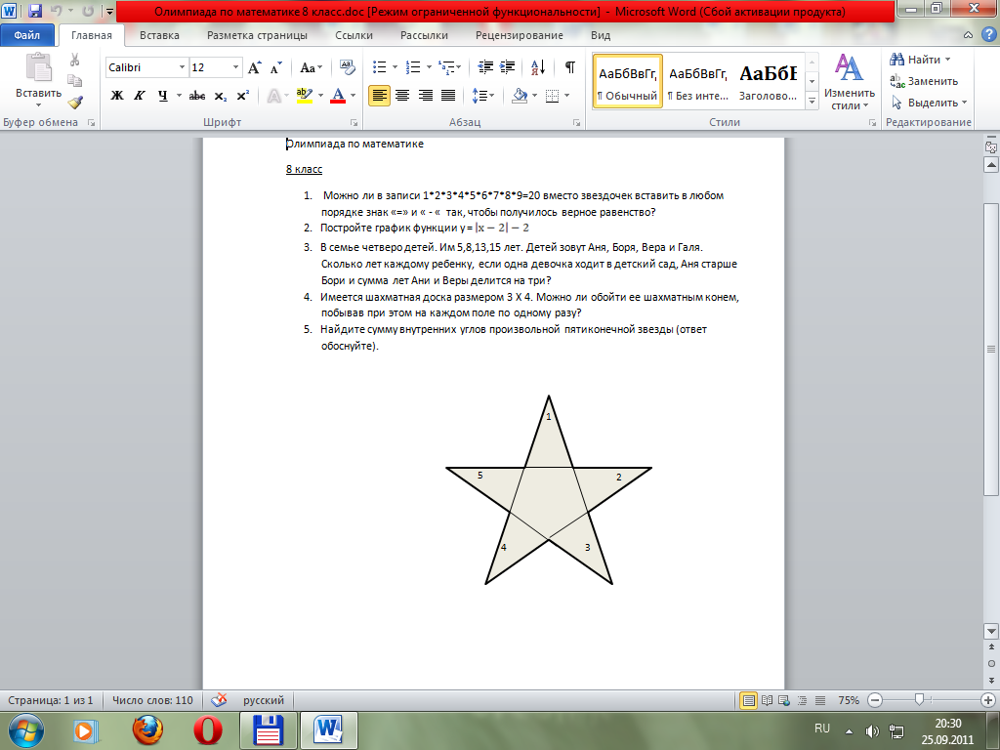 Олимпиада по математике 8 класс.doc [Режим ограниченной функциональности] - Microsoft Word (Сбой активации продукта)
Файл Главная Вставка Разметка страницы Ссылки Рассылки Рецензирование Вид
Calibri 12 Aa
АаБбВвГг, АаБбВвГг, АаБбВ
Найти
Заменить
Выделить
Вставить
Ж К Ч abc x₂ x² A ab A
¶ Обычный ¶ Без инте... Заголово...
Изменить стили
Буфер обмена Шрифт Абзац Стили Редактирование
Олимпиада по математике
8 класс
1. Можно ли в записи 1*2*3*4*5*6*7*8*9=20 вместо звездочек вставить в любом
порядке знак «=» и « - « так, чтобы получилось верное равенство?
2. Постройте график функции y = |x − 2| − 2
3. В семье четверо детей. Им 5,8,13,15 лет. Детей зовут Аня, Боря, Вера и Галя.
Сколько лет каждому ребенку, если одна девочка ходит в детский сад, Аня старше
Бори и сумма лет Ани и Веры делится на три?
4. Имеется шахматная доска размером 3 Х 4. Можно ли обойти ее шахматным конем,
побывав при этом на каждом поле по одному разу?
5. Найдите сумму внутренних углов произвольной пятиконечной звезды (ответ
обоснуйте).
1
5 2
4 3
Страница: 1 из 1 Число слов: 110 русский 75%
RU 20:30
25.09.2011